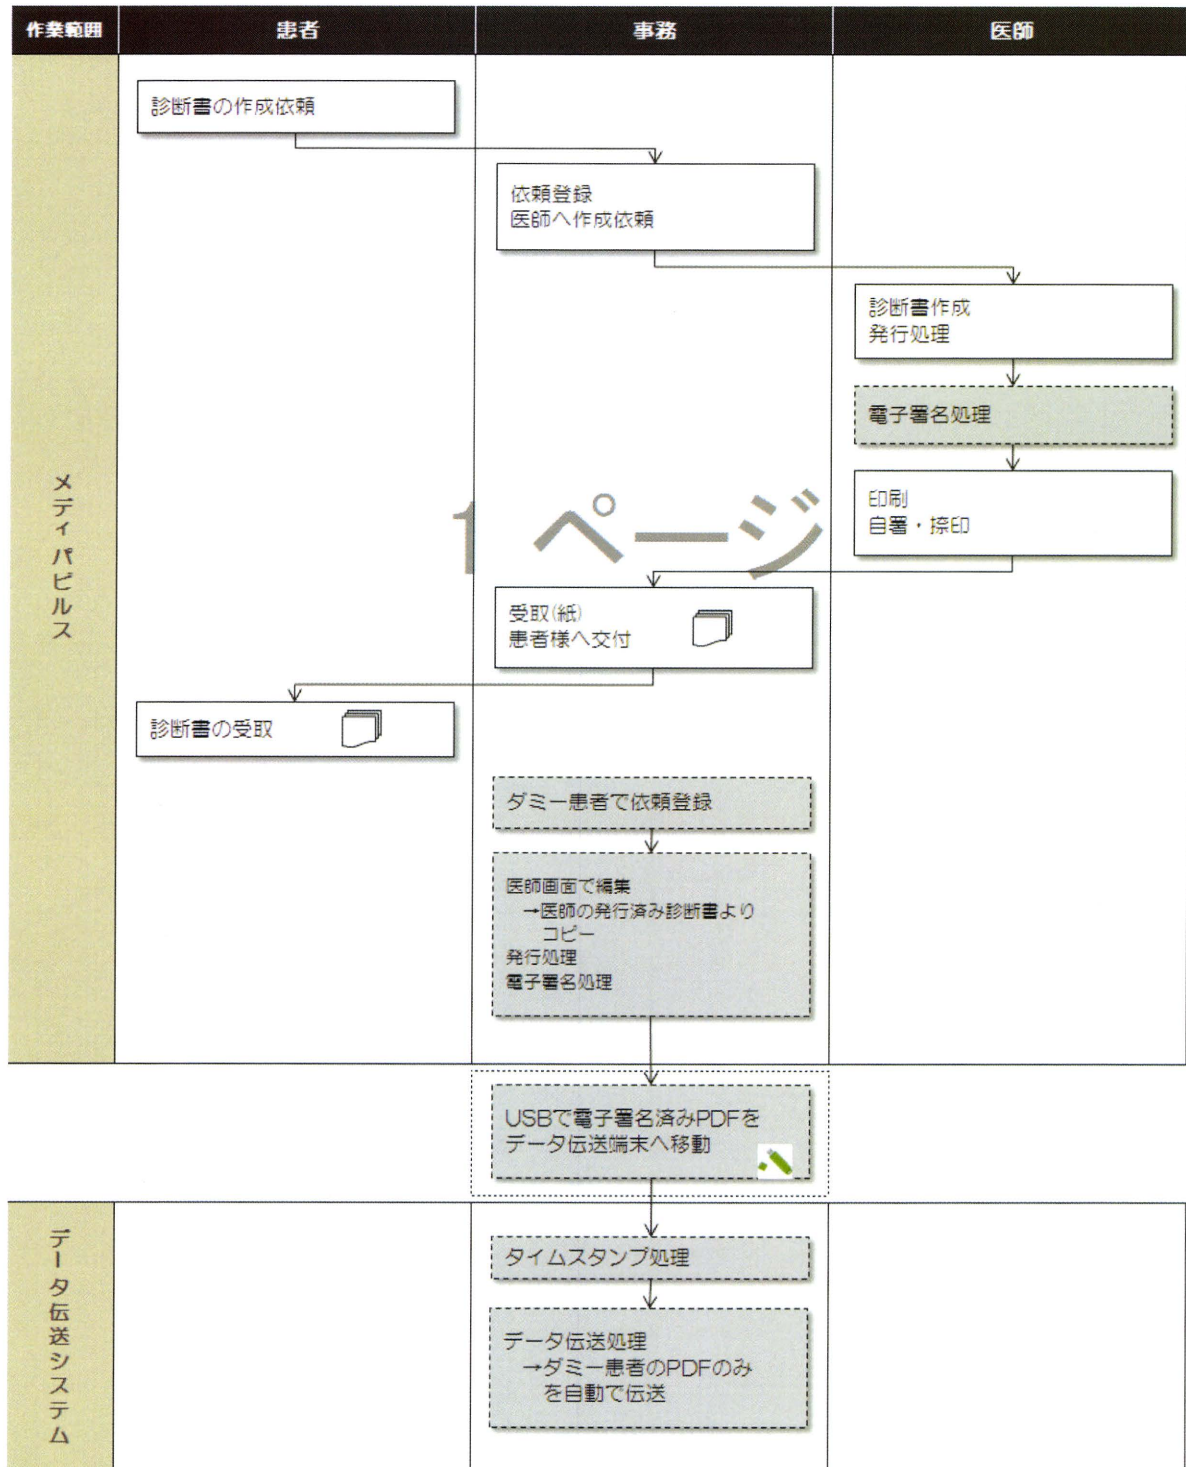 作業範囲
患者
事務
医師
診断書の作成依頼
依頼登録
医師へ作成依頼
診断書作成
発行処理
電子署名処理
印刷
自署・捺印
1 ページ
メディパピルス
受取(紙)
患者様へ交付
診断書の受取
ダミー患者で依頼登録
医師画面で編集
→医師の発行済み診断書より
コピー
発行処理
電子署名処理
USBで電子署名済みPDFを
データ伝送端末へ移動
データ伝送システム
タイムスタンプ処理
データ伝送処理
→ダミー患者のPDFのみ
を自動で伝送